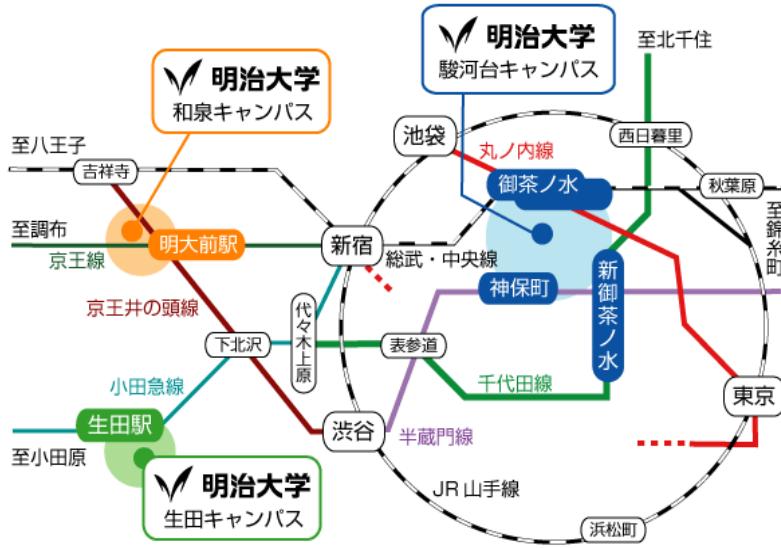 明治大学
駿河台キャンパス
至北千住
明治大学
和泉キャンパス
池袋
西日暮里
丸ノ内線
至八王子
吉祥寺
御茶ノ水
秋葉原
至調布
明大前駅
新宿
総武・中央線
至錦糸町
京王線
神保町
新御茶ノ水
京王井の頭線
代々木上原
下北沢
表参道
小田急線
千代田線
東京
生田駅
渋谷
半蔵門線
至小田原
明治大学
生田キャンパス
JR山手線
浜松町